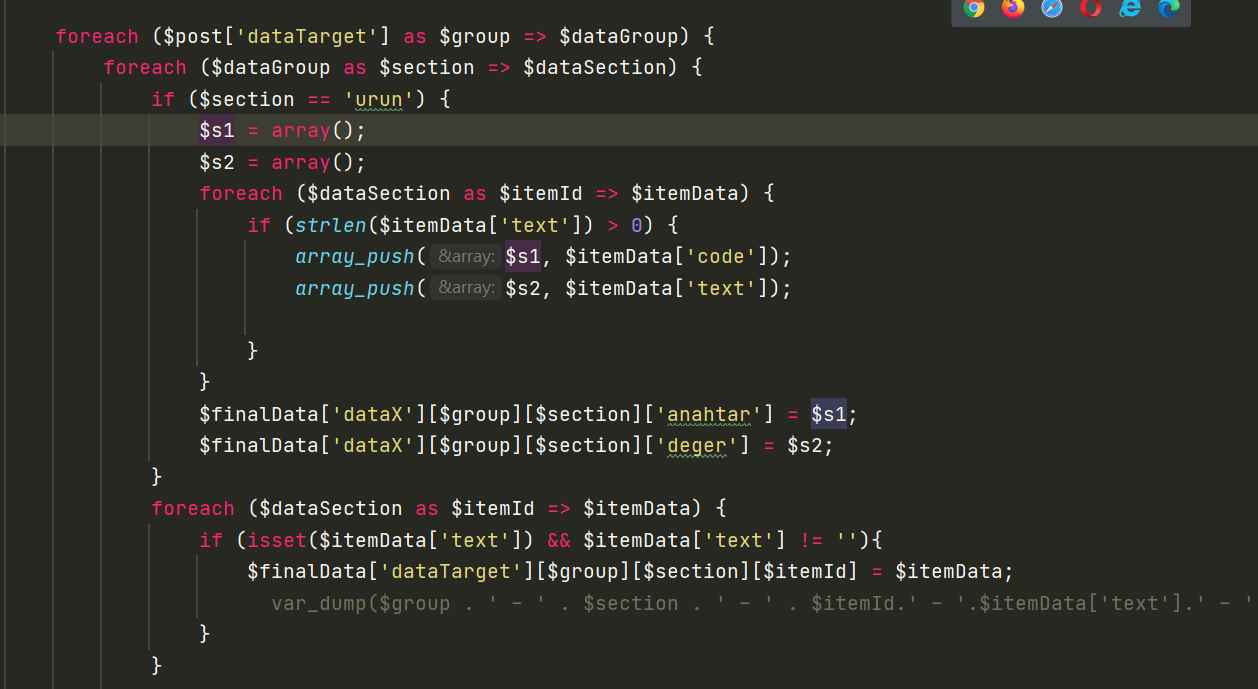 foreach ($post['dataTarget'] as $group => $dataGroup) {
foreach ($dataGroup as $section => $dataSection) {
if ($section == 'urun') {
$s1 = array();
$s2 = array();
foreach ($dataSection as $itemId => $itemData) {
if (strlen($itemData['text']) > 0) {
array_push( &array: $s1, $itemData['code']);
array_push( &array: $s2, $itemData['text']);
}
}
$finalData['dataX'][$group][$section]['anahtar'] = $s1;
$finalData['dataX'][$group][$section]['deger'] = $s2;
}
foreach ($dataSection as $itemId => $itemData) {
if (isset($itemData['text']) && $itemData['text'] != ''){
$finalData['dataTarget'][$group][$section][$itemId] = $itemData;
var_dump($group . ' - ' . $section . ' - ' . $itemId.' - '.$itemData['text'].' - '
}
}